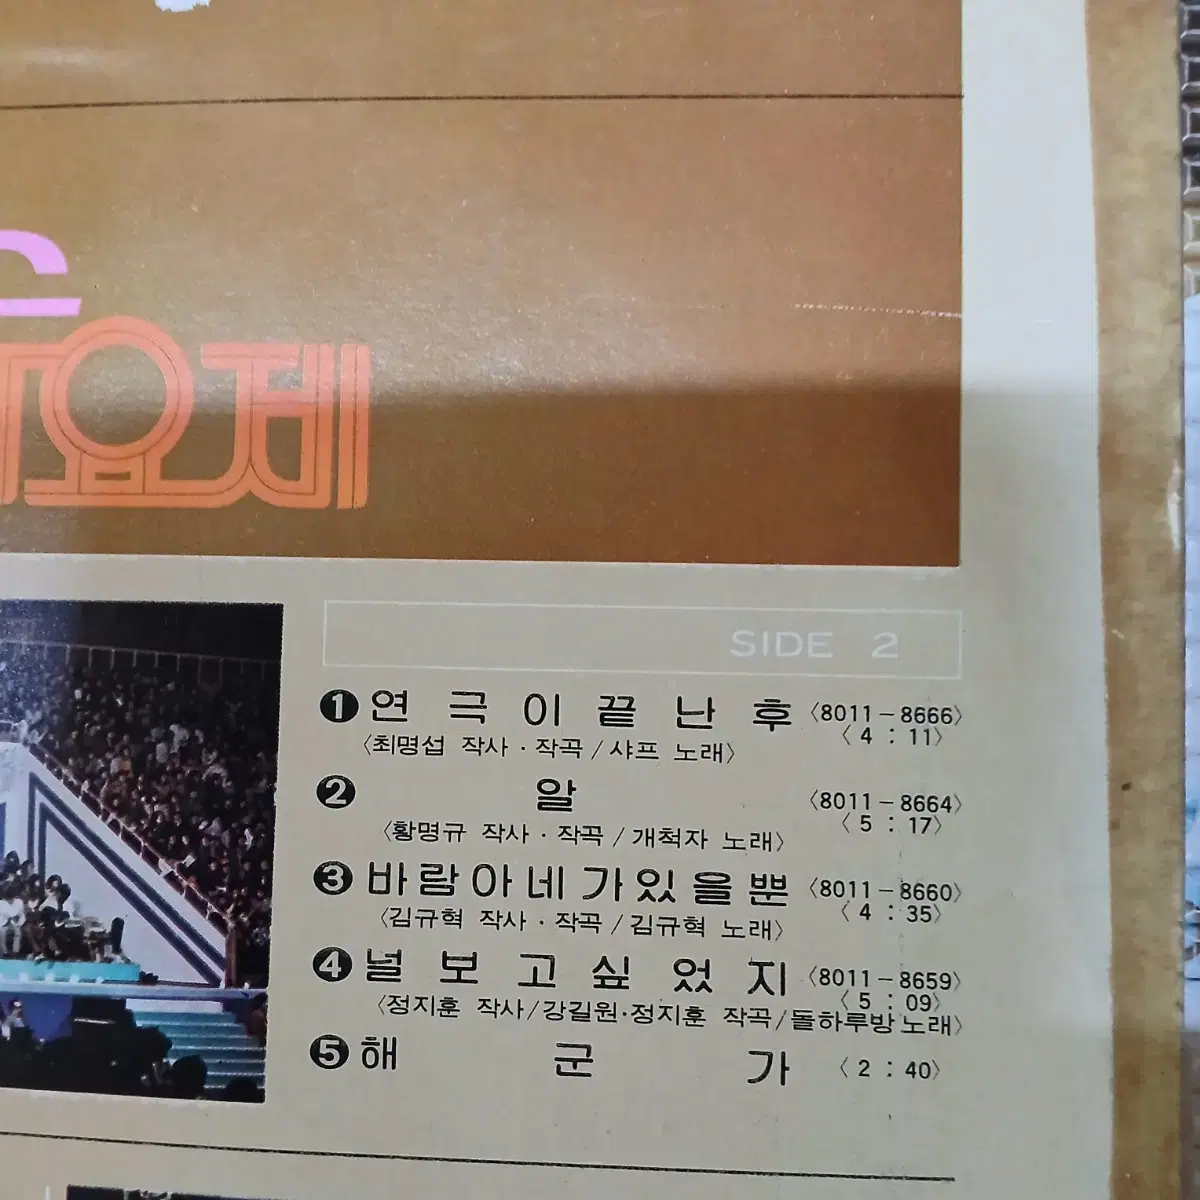 요제
SIDE 2
❶ 연극이끝난후 〈8011-8666〉
〈4 : 11〉
〈최명섭 작사 · 작곡 / 샤프 노래〉
❷ 알 〈8011-8664〉
〈5 : 17〉
〈황명규 작사 · 작곡 / 개척자 노래〉
❸ 바람아네가있을뿐 〈8011-8660〉
〈4 : 35〉
〈김규혁 작사 · 작곡 / 김규혁 노래〉
❹ 널보고싶었지 〈8011-8659〉
〈5 : 09〉
〈정지훈 작사/강길원·정지훈 작곡/돌하루방노래〉
❺ 해군가 〈2 : 40〉